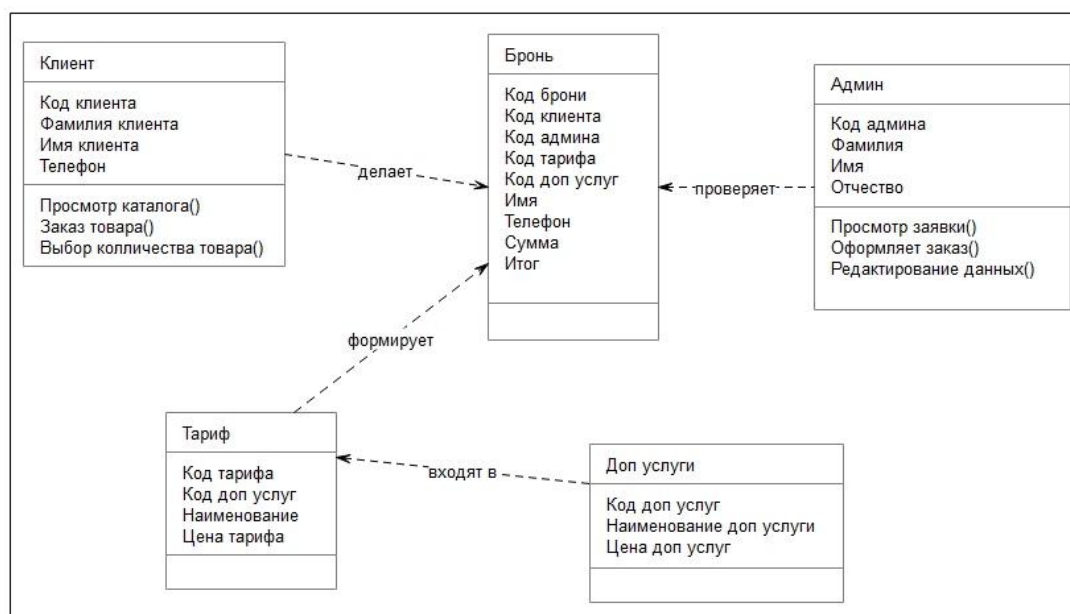 Клиент
Код клиента
Фамилия клиента
Имя клиента
Телефон
Просмотр каталога()
Заказ товара()
Выбор колличества товара()
делает
Бронь
Код брони
Код клиента
Код админа
Код тарифа
Код доп услуг
Имя
Телефон
Сумма
Итог
проверяет
Админ
Код админа
Фамилия
Имя
Отчество
Просмотр заявки()
Оформляет заказ()
Редактирование данных()
формирует
Тариф
Код тарифа
Код доп услуг
Наименование
Цена тарифа
входят в
Доп услуги
Код доп услуг
Наименование доп услуги
Цена доп услуг